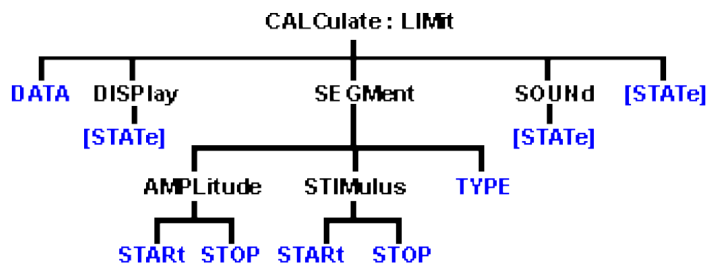 CALCulate: LIMit
DATA DISPlay SEGMent SOUNd [STATe]
[STATe] [STATe]
AMPLitude STIMulus TYPE
STARt STOP STARt STOP